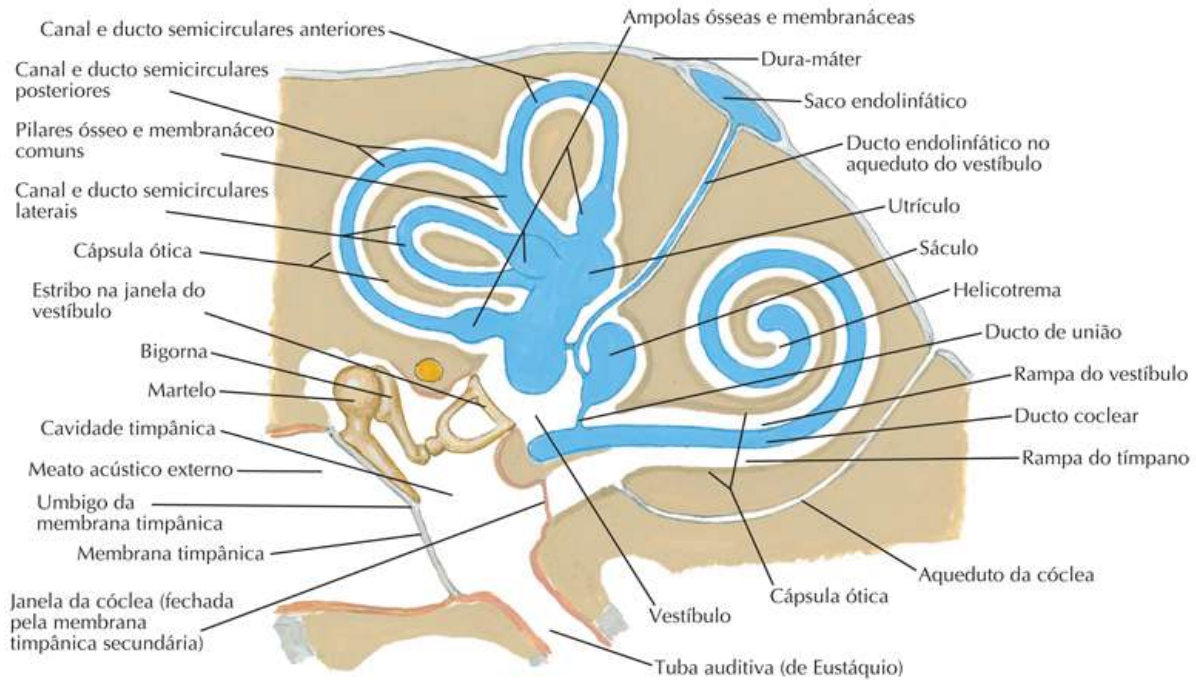 Canal e ducto semicirculares anteriores
Canal e ducto semicirculares
posteriores
Pilares ósseo e membranáceo
comuns
Canal e ducto semicirculares
laterais
Cápsula ótica
Estribo na janela do
vestíbulo
Bigorna
Martelo
Cavidade timpânica
Meato acústico externo
Umbigo da
membrana timpânica
Membrana timpânica
Janela da cóclea (fechada
pela membrana
timpânica secundária)
Ampolas ósseas e membranáceas
Dura-máter
Saco endolinfático
Ducto endolinfático no
aqueduto do vestíbulo
Utrículo
Sáculo
Helicotrema
Ducto de união
Rampa do vestíbulo
Ducto coclear
Rampa do tímpano
Aqueduto da cóclea
Cápsula ótica
Vestíbulo
Tuba auditiva (de Eustáquio)